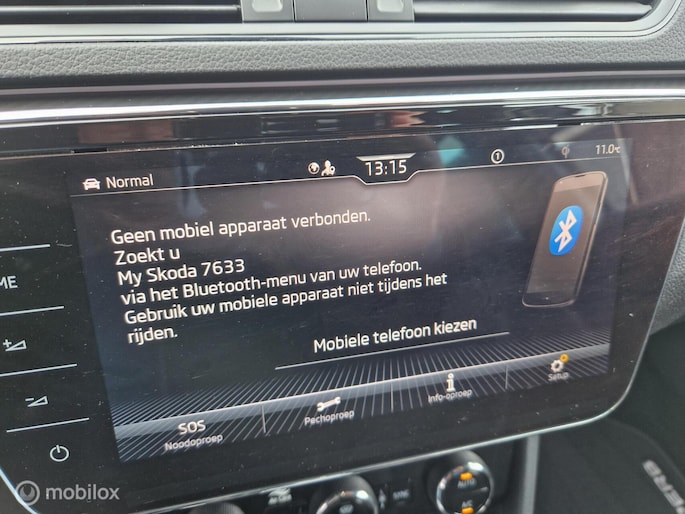 Normal
13:15
1
11.0°C
Geen mobiel apparaat verbonden.
Zoekt u
My Skoda 7633
via het Bluetooth-menu van uw telefoon.
Gebruik uw mobiele apparaat niet tijdens het
rijden.
Mobiele telefoon kiezen
SOS
Noodoproep
Pechoproep
Info-oproep
Setup
AUTO
A/C
mobilox